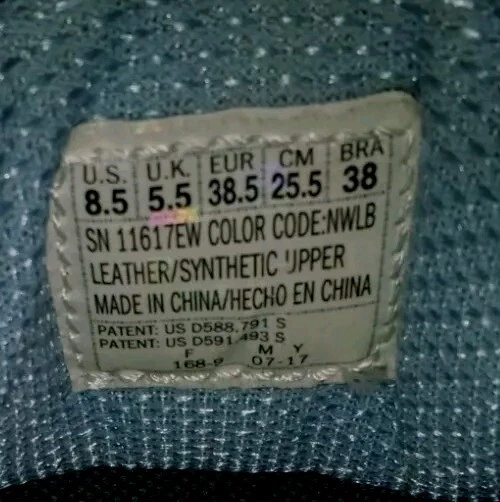 U.S. U.K. EUR CM BRA
8.5 5.5 38.5 25.5 38
SN 11617EW COLOR CODE:NWLB
LEATHER/SYNTHETIC UPPER
MADE IN CHINA/HECHO EN CHINA
PATENT: US D588,791 S
PATENT: US D591,493 S
F M Y
07-17